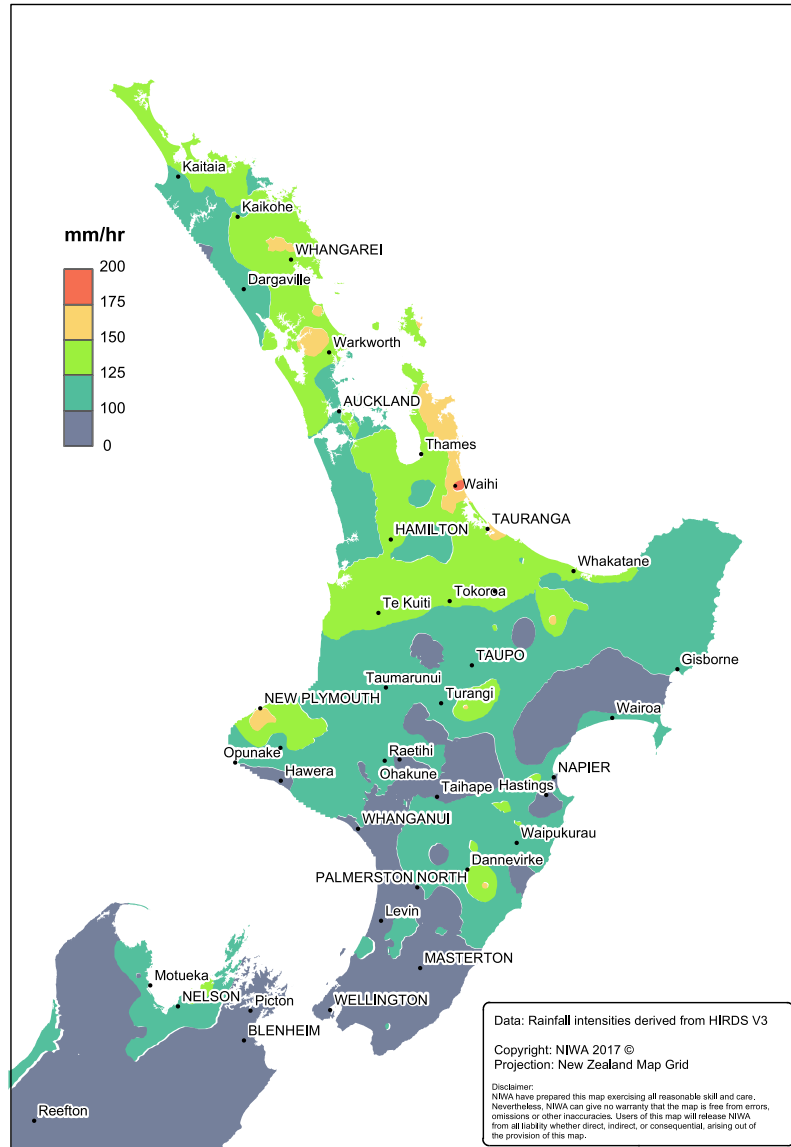 Kaitaia
Kaikohe
mm/hr
WHANGAREI
200
Dargaville
175
150
Warkworth
125
100
AUCKLAND
0
Thames
Waihi
TAURANGA
HAMILTON
Whakatane
Tokoroa
Te Kuiti
TAUPO
Gisborne
Taumarunui
NEW PLYMOUTH
Turangi
Wairoa
Opunake
Raetihi
Ohakune
NAPIER
Hawera
Taihape
Hastings
WHANGANUI
Waipukurau
Dannevirke
PALMERSTON NORTH
Levin
MASTERTON
Motueka
NELSON
Picton
WELLINGTON
BLENHEIM
Reefton
Data: Rainfall intensities derived from HIRDS V3
Copyright: NIWA 2017 ©
Projection: New Zealand Map Grid
Disclaimer:
NIWA have prepared this map exercising all reasonable skill and care.
Nevertheless, NIWA can give no warranty that the map is free from errors,
omissions or other inaccuracies. Users of this map will release NIWA
from all liability whether direct, indirect, or consequential, arising out of
the provision of this map.